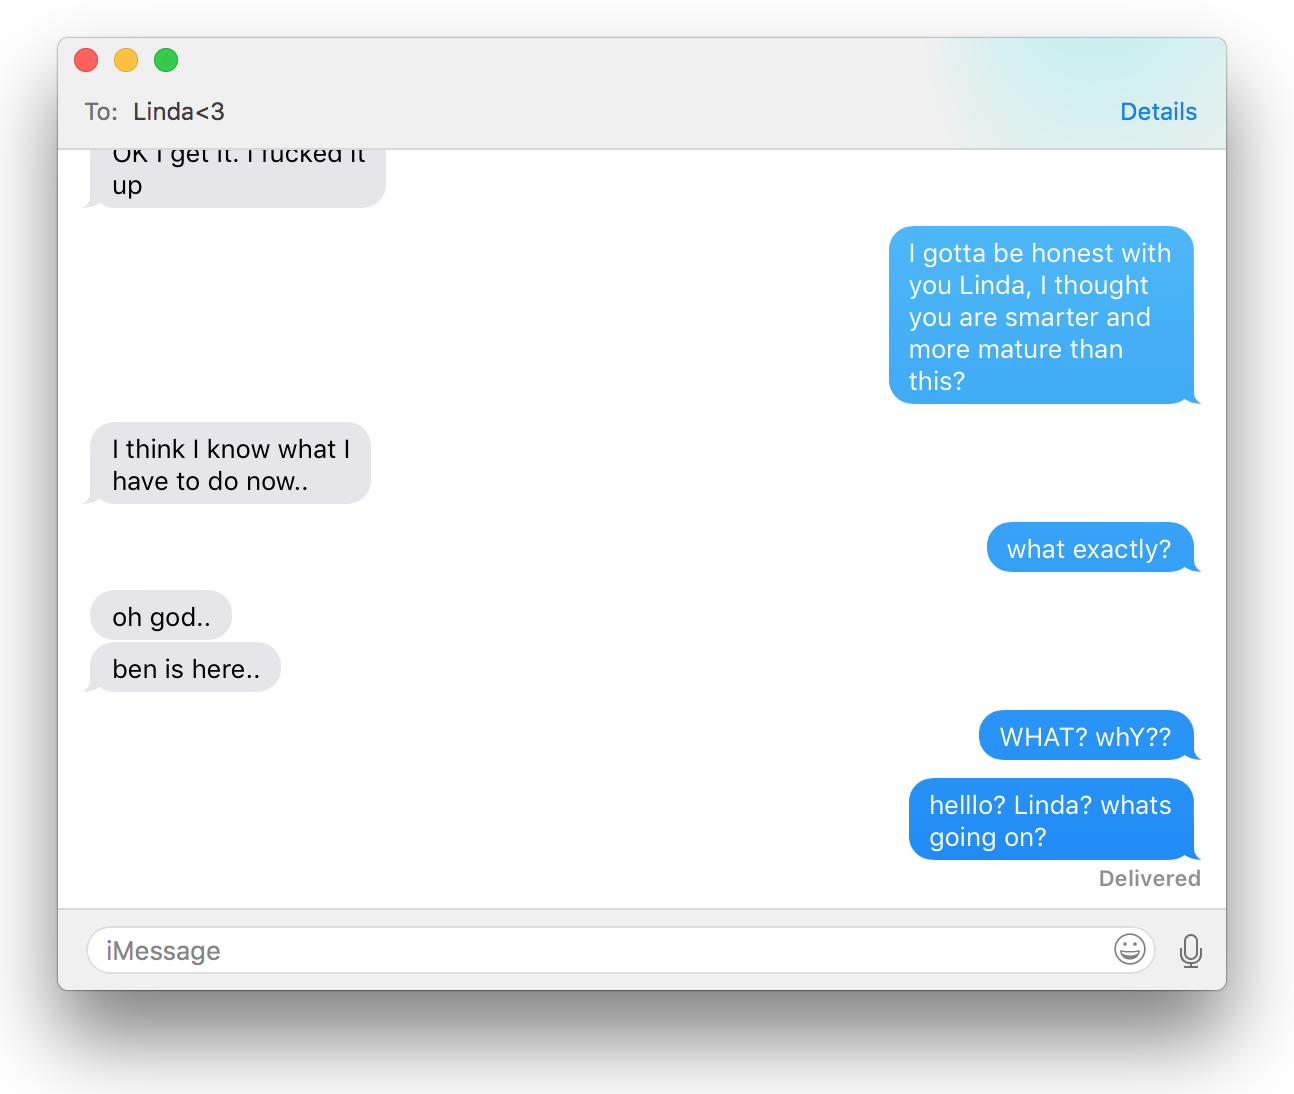 To: Linda<3
Details
OK I get it. I fucked it
up
I gotta be honest with
you Linda, I thought
you are smarter and
more mature than
this?
I think I know what I
have to do now..
what exactly?
oh god..
ben is here..
WHAT? whY??
helllo? Linda? whats
going on?
Delivered
iMessage